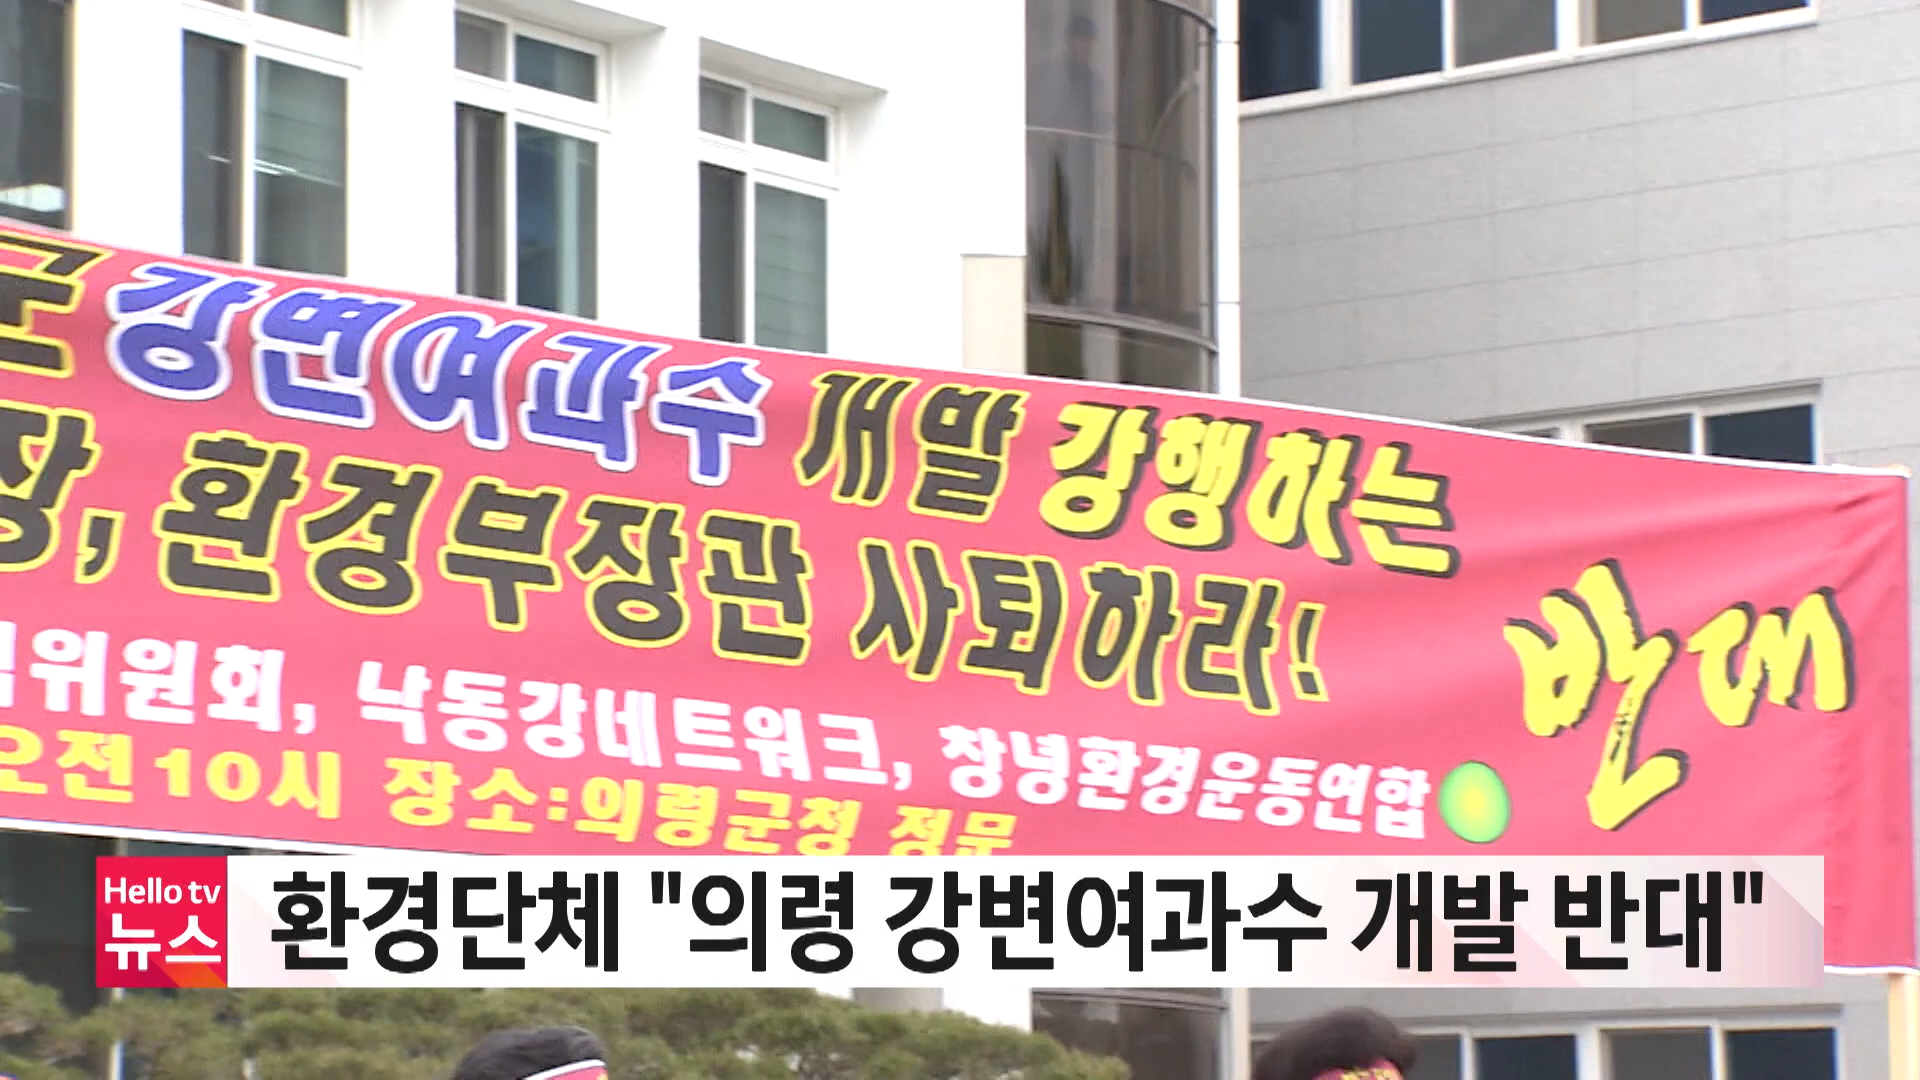 강변여과수 개발 강행하는
환경부장관 사퇴하라!
반대
위원회, 낙동강네트워크, 창녕환경운동연합
오전10시 장소:의령군청 정문
Hello tv
뉴스
환경단체 "의령 강변여과수 개발 반대"